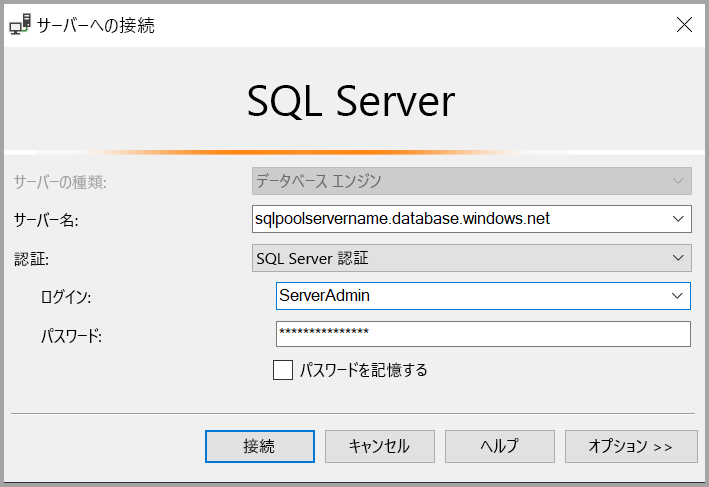 サーバーへの接続
SQL Server
サーバーの種類: データベース エンジン
サーバー名: sqlpoolservername.database.windows.net
認証: SQL Server 認証
ログイン: ServerAdmin
パスワード: ***************
パスワードを記憶する
接続 キャンセル ヘルプ オプション >>